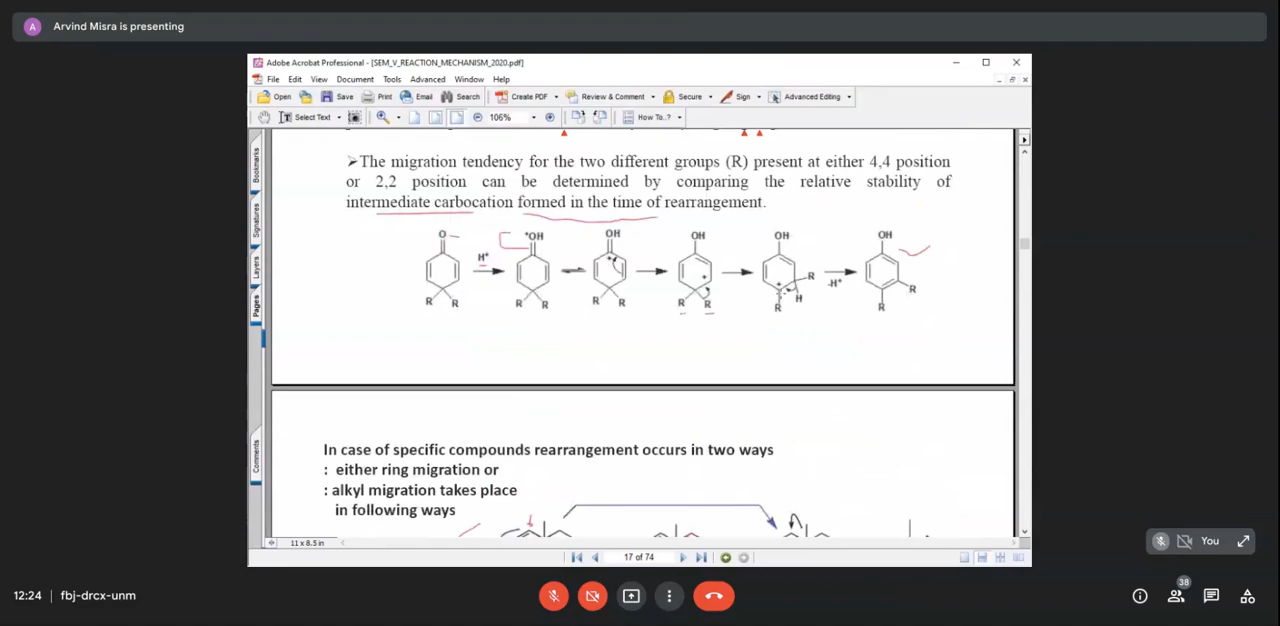 A Arvind Misra is presenting
Adobe Acrobat Professional - [SEM_V_REACTION_MECHANISM_2020.pdf]
File Edit View Document Tools Advanced Window Help
Open Save Print Email Search Create PDF Review & Comment Secure Sign Advanced Editing
Select Text 106% How To..?
Bookmarks
Signatures
Layers
Pages
Comments
➢The migration tendency for the two different groups (R) present at either 4,4 position
or 2,2 position can be determined by comparing the relative stability of
intermediate carbocation formed in the time of rearrangement.
O +OH OH OH OH OH
H+ R -H+ R
R R R R R R R R R H R
In case of specific compounds rearrangement occurs in two ways
: either ring migration or
: alkyl migration takes place
in following ways
11 x 8.5 in
17 of 74
You
12:24 | fbj-drcx-unm
38